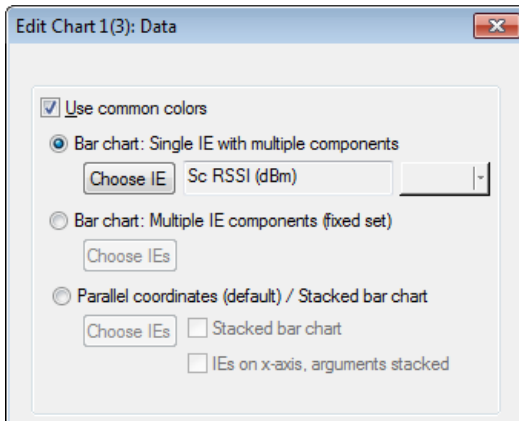 Edit Chart 1(3): Data
Use common colors
Bar chart: Single IE with multiple components
Choose IE Sc RSSI (dBm)
Bar chart: Multiple IE components (fixed set)
Choose IEs
Parallel coordinates (default) / Stacked bar chart
Choose IEs Stacked bar chart
IEs on x-axis, arguments stacked